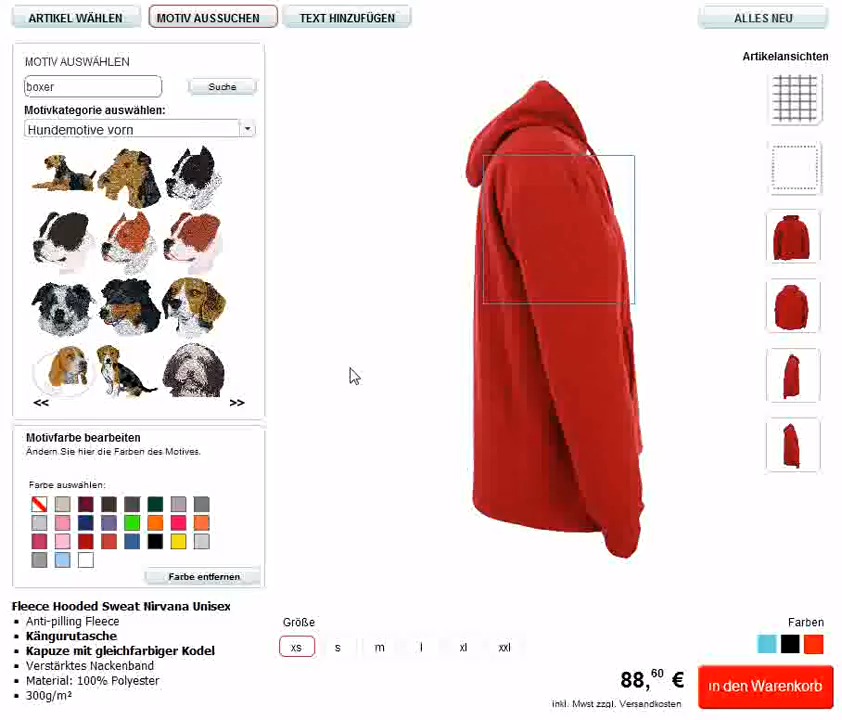 ARTIKEL WÄHLEN
MOTIV AUSSUCHEN
TEXT HINZUFÜGEN
ALLES NEU
MOTIV AUSWÄHLEN
boxer
Suche
Motivkategorie auswählen:
Hundemotive vorn
<<
>>
Motivfarbe bearbeiten
Ändern Sie hier die Farben des Motives.
Farbe auswählen:
Farbe entfernen
Fleece Hooded Sweat Nirvana Unisex
Anti-pilling Fleece
Kängurutasche
Kapuze mit gleichfarbiger Kodel
Verstärktes Nackenband
Material: 100% Polyester
300g/m²
Größe
xs s m l xl xxl
Artikelansichten
Farben
88,60 €
inkl. Mwst zzgl. Versandkosten
in den Warenkorb